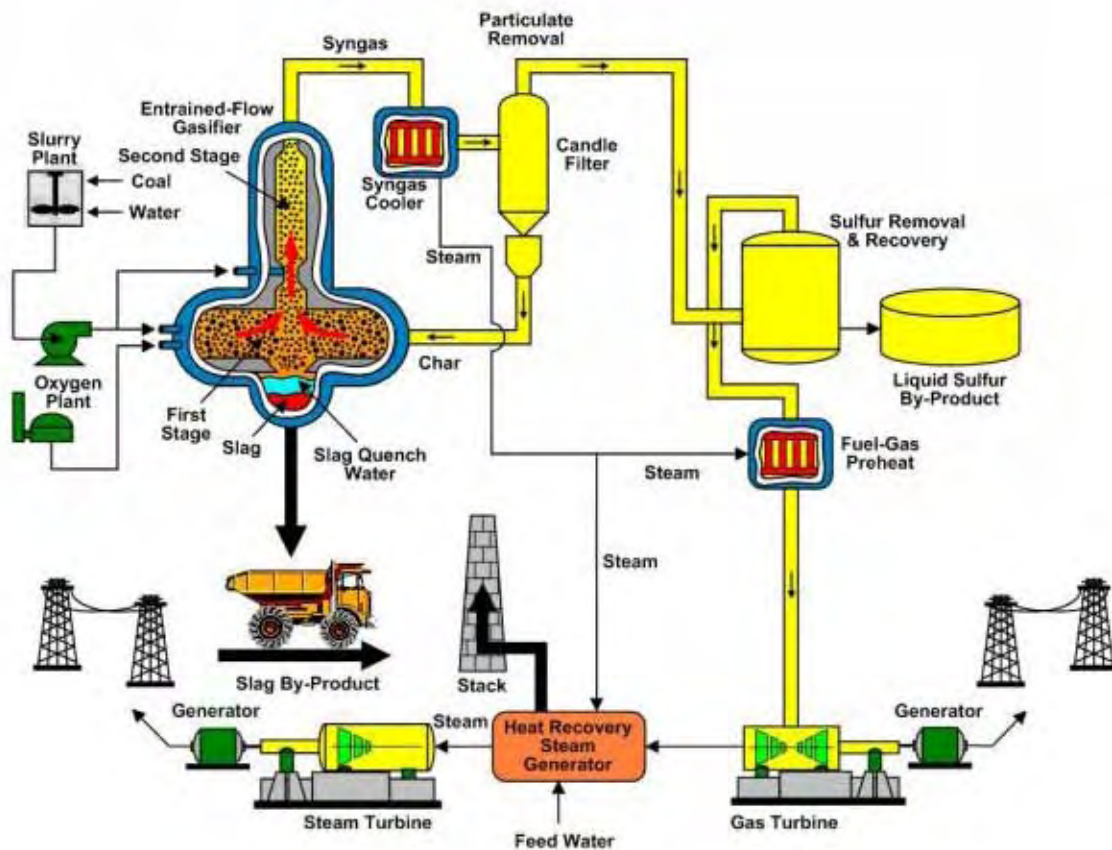 Particulate
Removal
Syngas
Entrained-Flow
Gasifier
Slurry
Plant
Second Stage
Coal
Water
Syngas
Cooler
Candle
Filter
Steam
Sulfur Removal
& Recovery
Oxygen
Plant
First
Stage
Slag
Slag Quench
Water
Char
Liquid Sulfur
By-Product
Fuel-Gas
Preheat
Steam
Steam
Slag By-Product
Stack
Generator
Steam
Heat Recovery
Steam
Generator
Generator
Steam Turbine
Gas Turbine
Feed Water